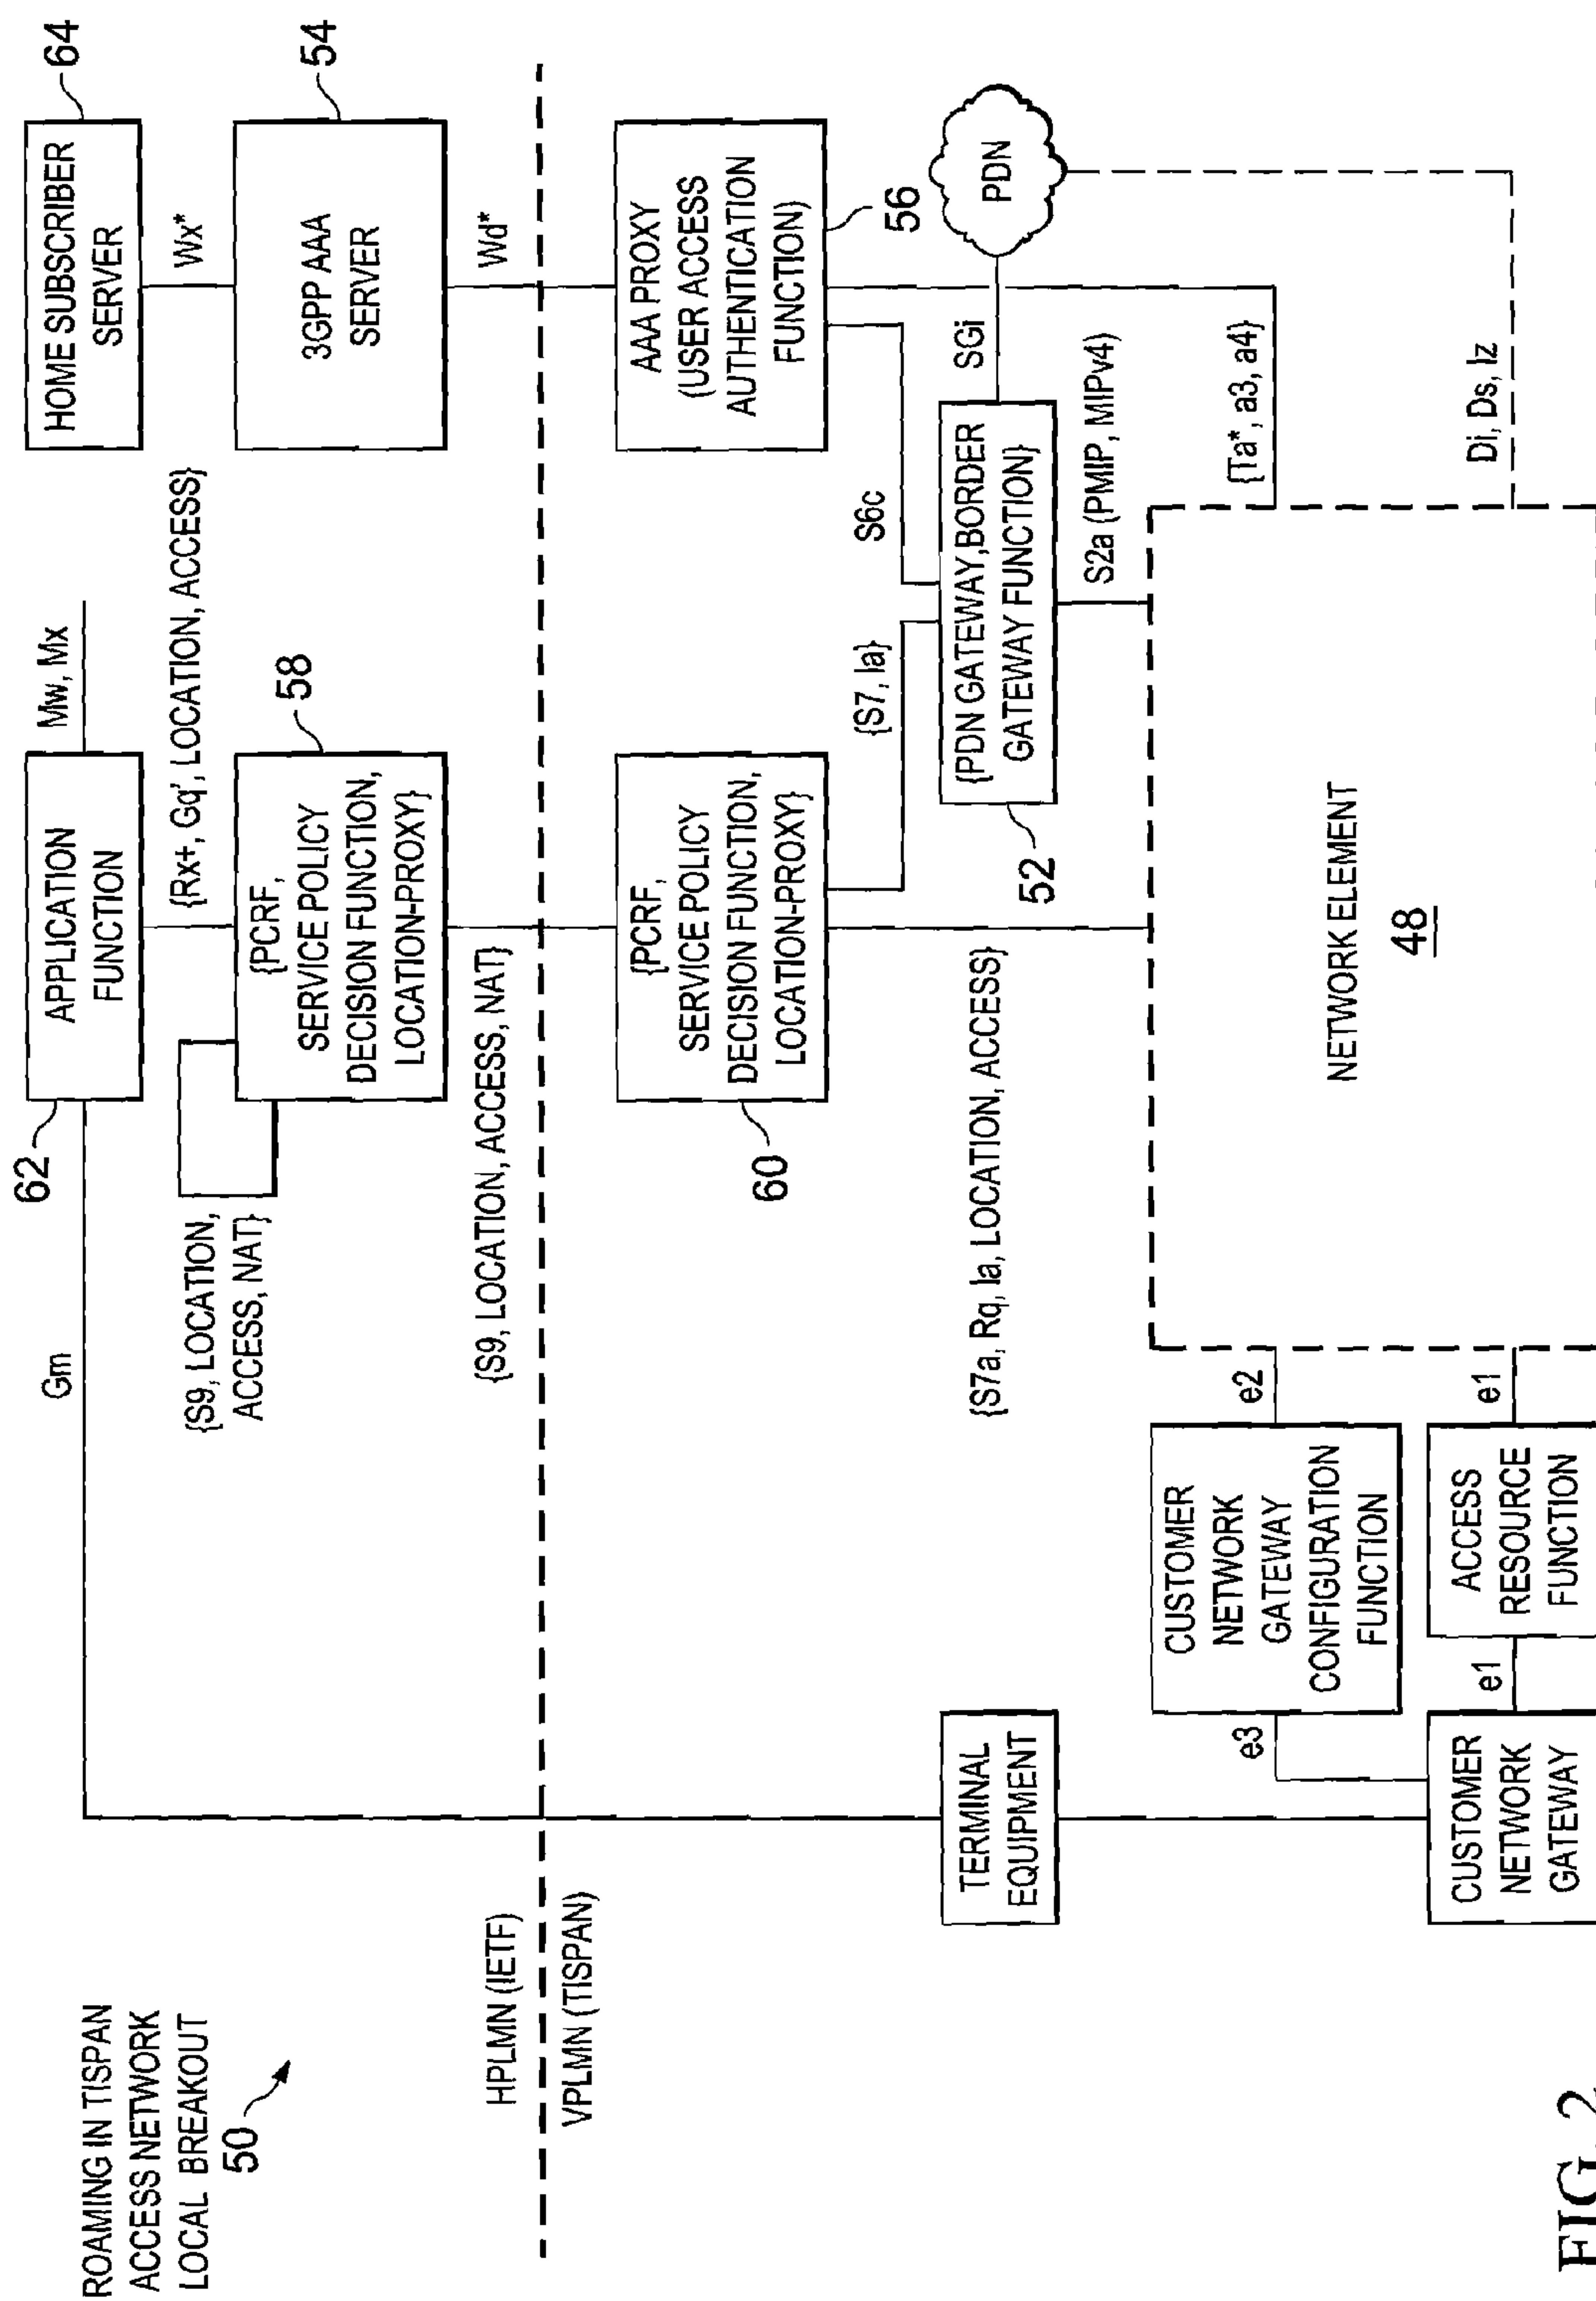 ROAMING IN TISPAN
ACCESS NETWORK
LOCAL BREAKOUT
50
62
APPLICATION
FUNCTION
Mw, Mx
HOME SUBSCRIBER
SERVER
64
Gm
{Rx+, Gq', LOCATION, ACCESS}
Wx*
{S9, LOCATION,
ACCESS, NAT}
{PCRF,
SERVICE POLICY
DECISION FUNCTION,
LOCATION-PROXY}
58
3GPP AAA
SERVER
54
{S9, LOCATION, ACCESS, NAT}
Wd*
HPLMN (IETF)
VPLMN (TISPAN)
{PCRF,
SERVICE POLICY
DECISION FUNCTION,
LOCATION-PROXY}
60
AAA PROXY
(USER ACCESS
AUTHENTICATION
FUNCTION)
56
{S7, Ia}
S6c
TERMINAL
EQUIPMENT
{S7a, Rq, Ia, LOCATION, ACCESS}
{PDN GATEWAY,BORDER
GATEWAY FUNCTION}
52
SGi
PDN
S2a (PMIP, MIPv4)
CUSTOMER
NETWORK
GATEWAY
CONFIGURATION
FUNCTION
e3
e2
{Ta*, a3, a4}
NETWORK ELEMENT
48
CUSTOMER
NETWORK
GATEWAY
e1
ACCESS
RESOURCE
FUNCTION
e1
Di, Ds, Iz
FIG. 2